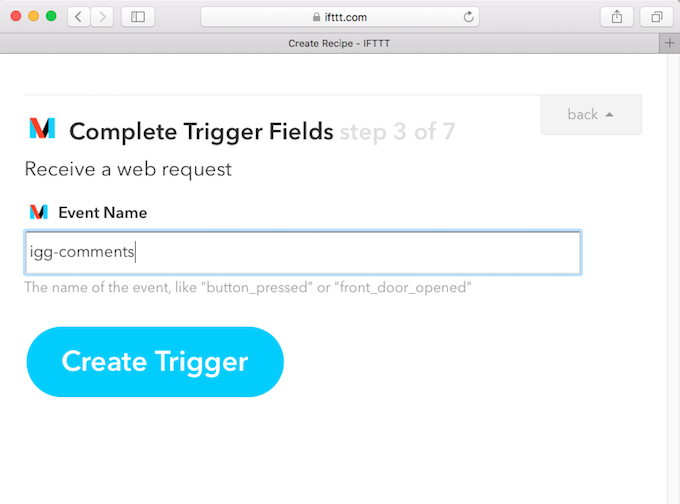 ifttt.com
Create Recipe - IFTTT
back
Complete Trigger Fields step 3 of 7
Receive a web request
Event Name
igg-comments
The name of the event, like "button_pressed" or "front_door_opened"
Create Trigger